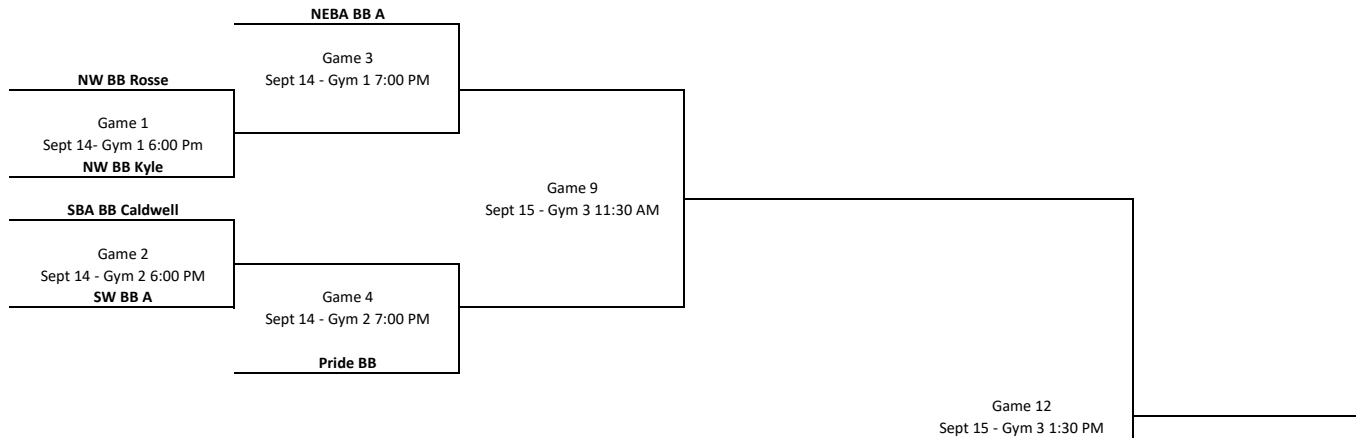 NEBA BB A
Game 3
Sept 14 - Gym 1 7:00 PM
NW BB Rosse
Game 1
Sept 14- Gym 1 6:00 Pm
NW BB Kyle
Game 9
Sept 15 - Gym 3 11:30 AM
SBA BB Caldwell
Game 2
Sept 14 - Gym 2 6:00 PM
SW BB A
Game 4
Sept 14 - Gym 2 7:00 PM
Pride BB
Game 12
Sept 15 - Gym 3 1:30 PM